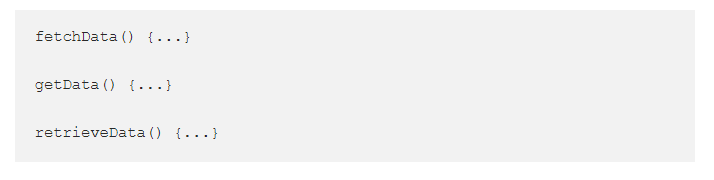 fetchData() {...}
getData() {...}
retrieveData() {...}